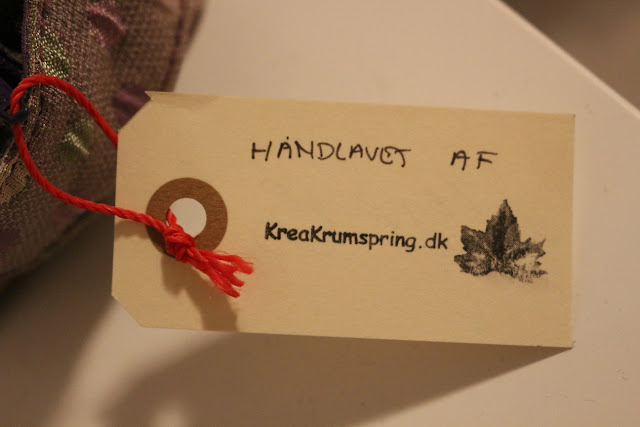 HÅNDLAVET AF
KreaKrumspring.dk